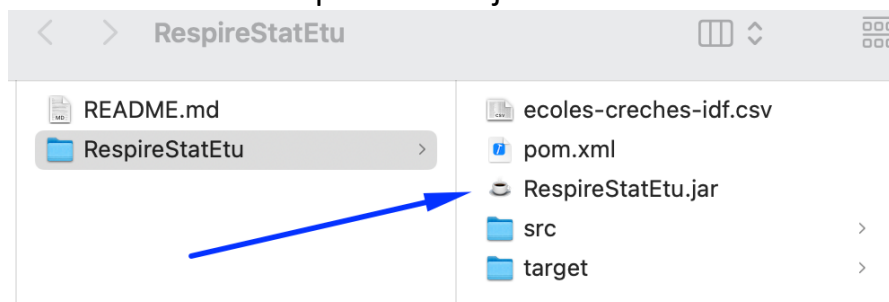 RespireStatEtu
README.md
RespireStatEtu
ecoles-creches-idf.csv
pom.xml
RespireStatEtu.jar
src
target